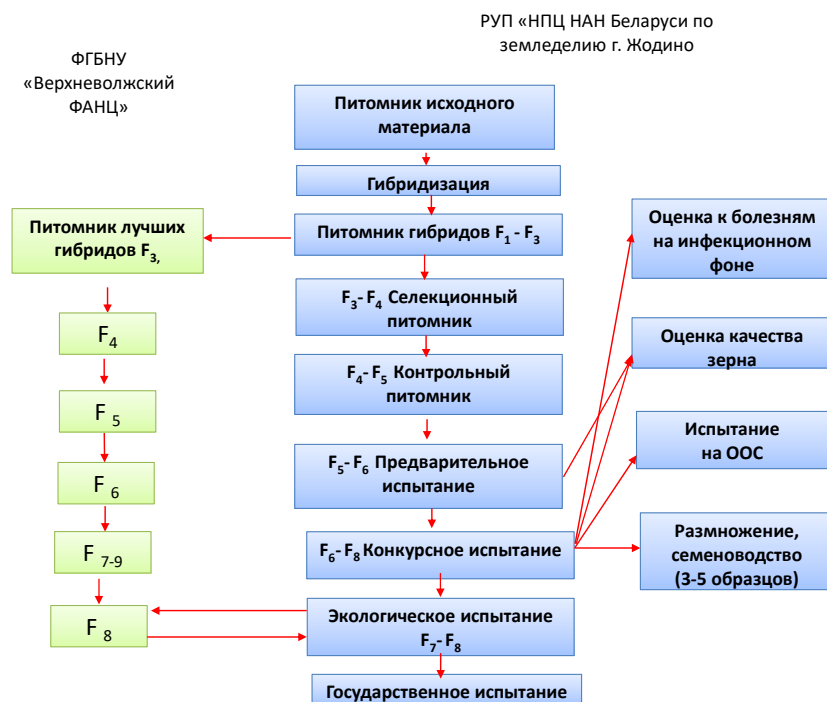 РУП «НПЦ НАН Беларуси по
земледелию г. Жодино
ФГБНУ
«Верхневолжский
ФАНЦ»
Питомник исходного
материала
Гибридизация
Питомник гибридов F₁ - F₃
Питомник лучших
гибридов F₃,
Оценка к болезням
на инфекционном
фоне
F₃- F₄ Селекционный
питомник
F₄
Оценка качества
зерна
F₄- F₅ Контрольный
питомник
F ₅
Испытание
на ООС
F₅- F₆ Предварительное
испытание
F ₆
F₆- F₈ Конкурсное испытание
F ₇₋₉
Размножение,
семеноводство
(3-5 образцов)
Экологическое испытание
F₇- F₈
F ₈
Государственное испытание